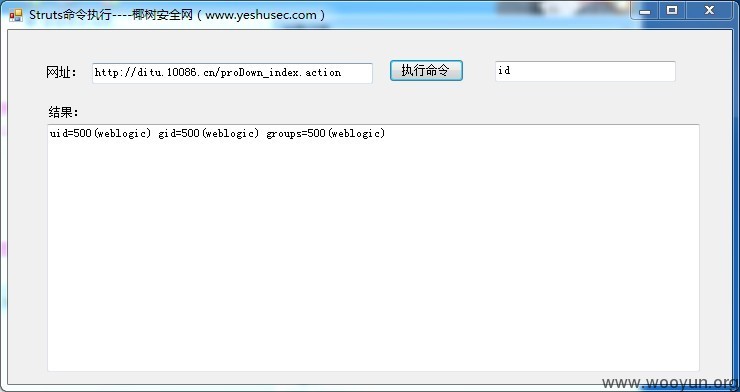 Struts命令执行----椰树安全网（www.yeshusec.com）
网址： http://ditu.10086.cn/proDown_index.action 执行命令 id
结果：
uid=500(weblogic) gid=500(weblogic) groups=500(weblogic)
www.wooyun.org